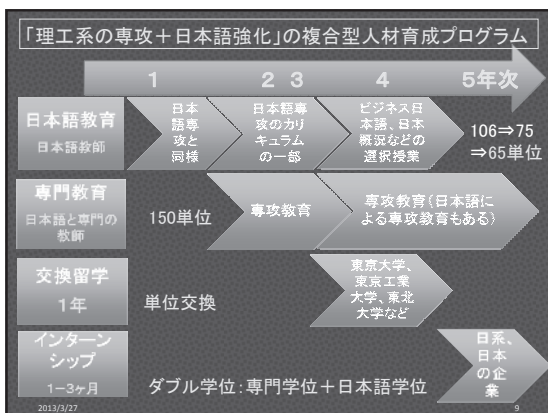 「理工系の専攻+日本語強化」の複合型人材育成プログラム
1 2 3 4 5年次
日本語教育
日本語教師
日本
語専
攻と
同様
日本語専
攻のカリ
キュラム
の一部
ビジネス日
本語、日本
概況などの
選択授業
106⇒75
⇒65単位
専門教育
日本語と専門の
教師
150単位
専攻教育
専攻教育(日本語に
よる専攻教育もある)
交換留学
1年
単位交換
東京大学、
東京工業
大学、東北
大学など
インターン
シップ
1-3ヶ月
ダブル学位:専門学位+日本語学位
日系、
日本
の企
業
2013/3/27
9